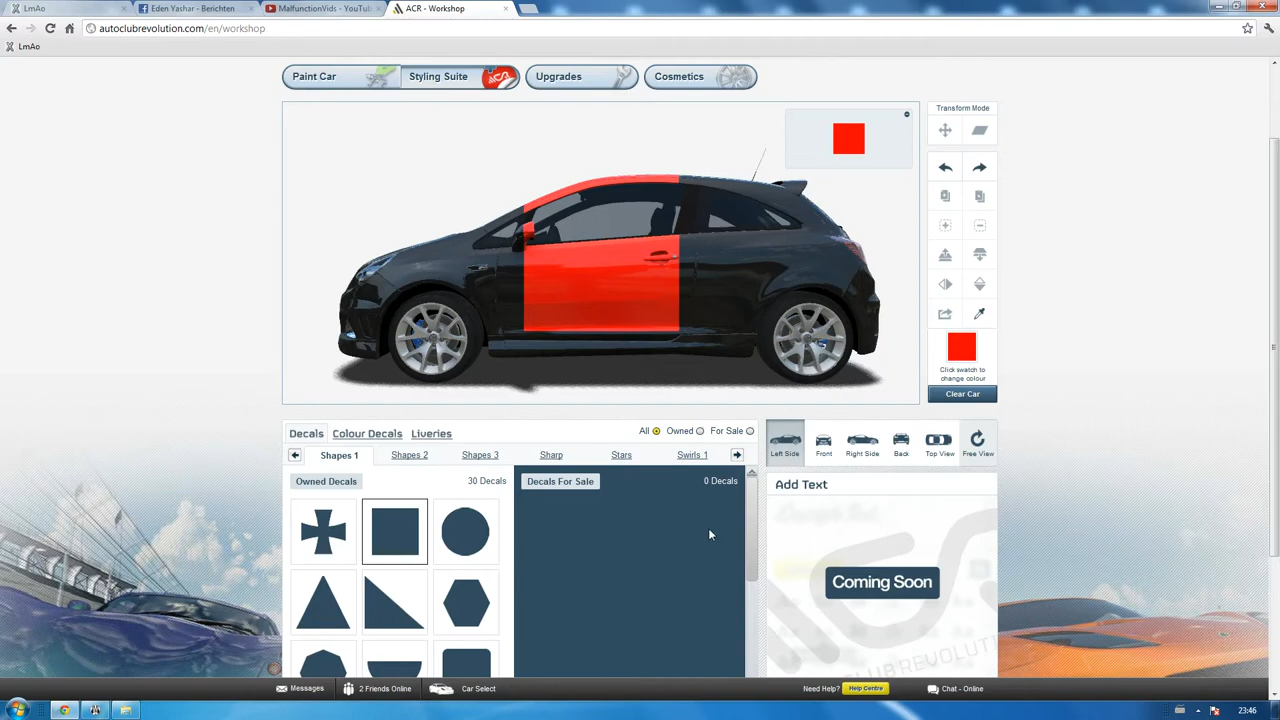 LmAo
Eden Yashar - Berichten
MalfunctionVids - YouTub
ACR - Workshop
autoclubrevolution.com/en/workshop
LmAo
Paint Car
Styling Suite
Upgrades
Cosmetics
Transform Mode
Click swatch to
change colour
Clear Car
Decals
Colour Decals
Liveries
All
Owned
For Sale
Shapes 1
Shapes 2
Shapes 3
Sharp
Stars
Swirls 1
Left Side
Front
Right Side
Back
Top View
Free View
Owned Decals
30 Decals
Decals For Sale
0 Decals
Add Text
Coming Soon
Messages
2 Friends Online
Car Select
Need Help?
Help Centre
Chat - Online
23:46